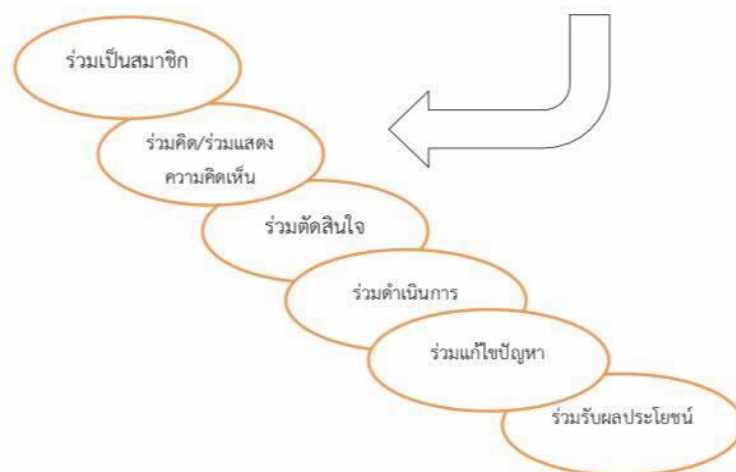 ร่วมเป็นสมาชิก
ร่วมคิด/ร่วมแสดง
ความคิดเห็น
ร่วมตัดสินใจ
ร่วมดำเนินการ
ร่วมแก้ไขปัญหา
ร่วมรับผลประโยชน์